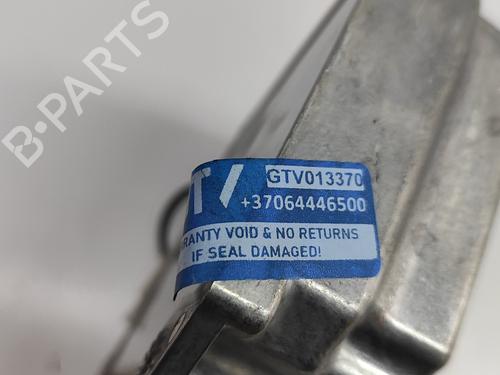 B-PARTS
GTV013370
+37064446500
RANTY VOID & NO RETURNS
IF SEAL DAMAGED!